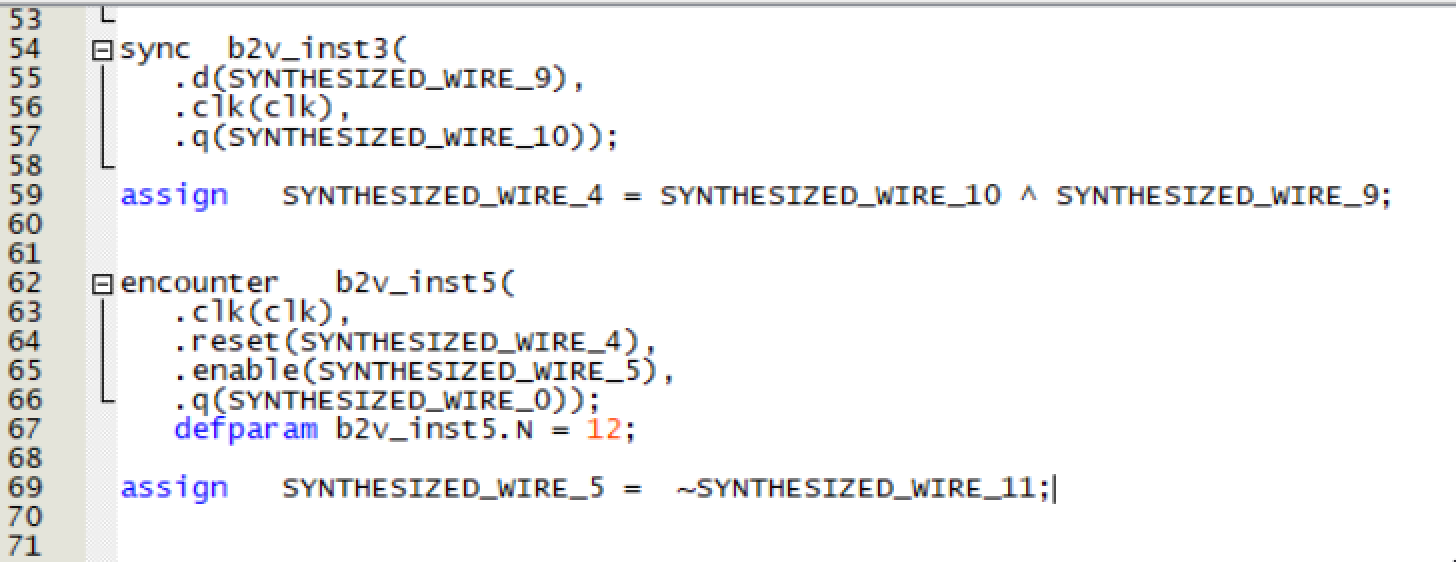 53
54 sync  b2v_inst3(
55    .d(SYNTHESIZED_WIRE_9),
56    .clk(clk),
57    .q(SYNTHESIZED_WIRE_10));
58
59 assign   SYNTHESIZED_WIRE_4 = SYNTHESIZED_WIRE_10 ^ SYNTHESIZED_WIRE_9;
60
61
62 encounter   b2v_inst5(
63    .clk(clk),
64    .reset(SYNTHESIZED_WIRE_4),
65    .enable(SYNTHESIZED_WIRE_5),
66    .q(SYNTHESIZED_WIRE_0));
67    defparam b2v_inst5.N = 12;
68
69 assign   SYNTHESIZED_WIRE_5 =  ~SYNTHESIZED_WIRE_11;
70
71